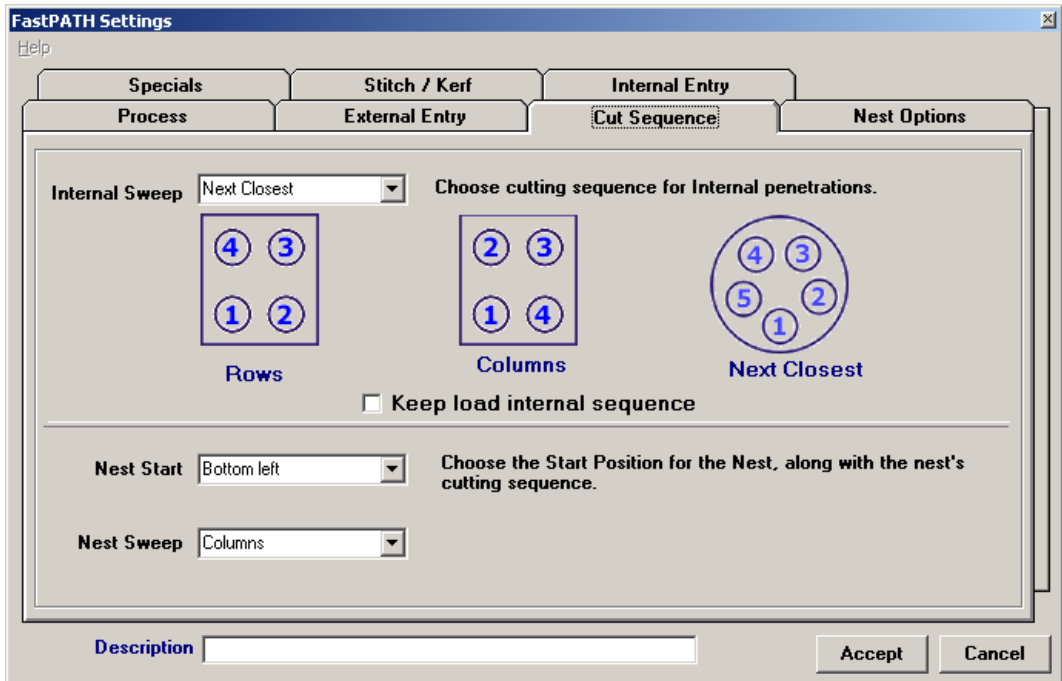 FastPATH Settings
Help
Specials
Stitch / Kerf
Internal Entry
Process
External Entry
Cut Sequence
Nest Options
Internal Sweep
Next Closest
Choose cutting sequence for Internal penetrations.
4 3
1 2
Rows
2 3
1 4
Columns
4 3
5 2
1
Next Closest
Keep load internal sequence
Nest Start
Bottom left
Choose the Start Position for the Nest, along with the nest's
cutting sequence.
Nest Sweep
Columns
Description
Accept
Cancel